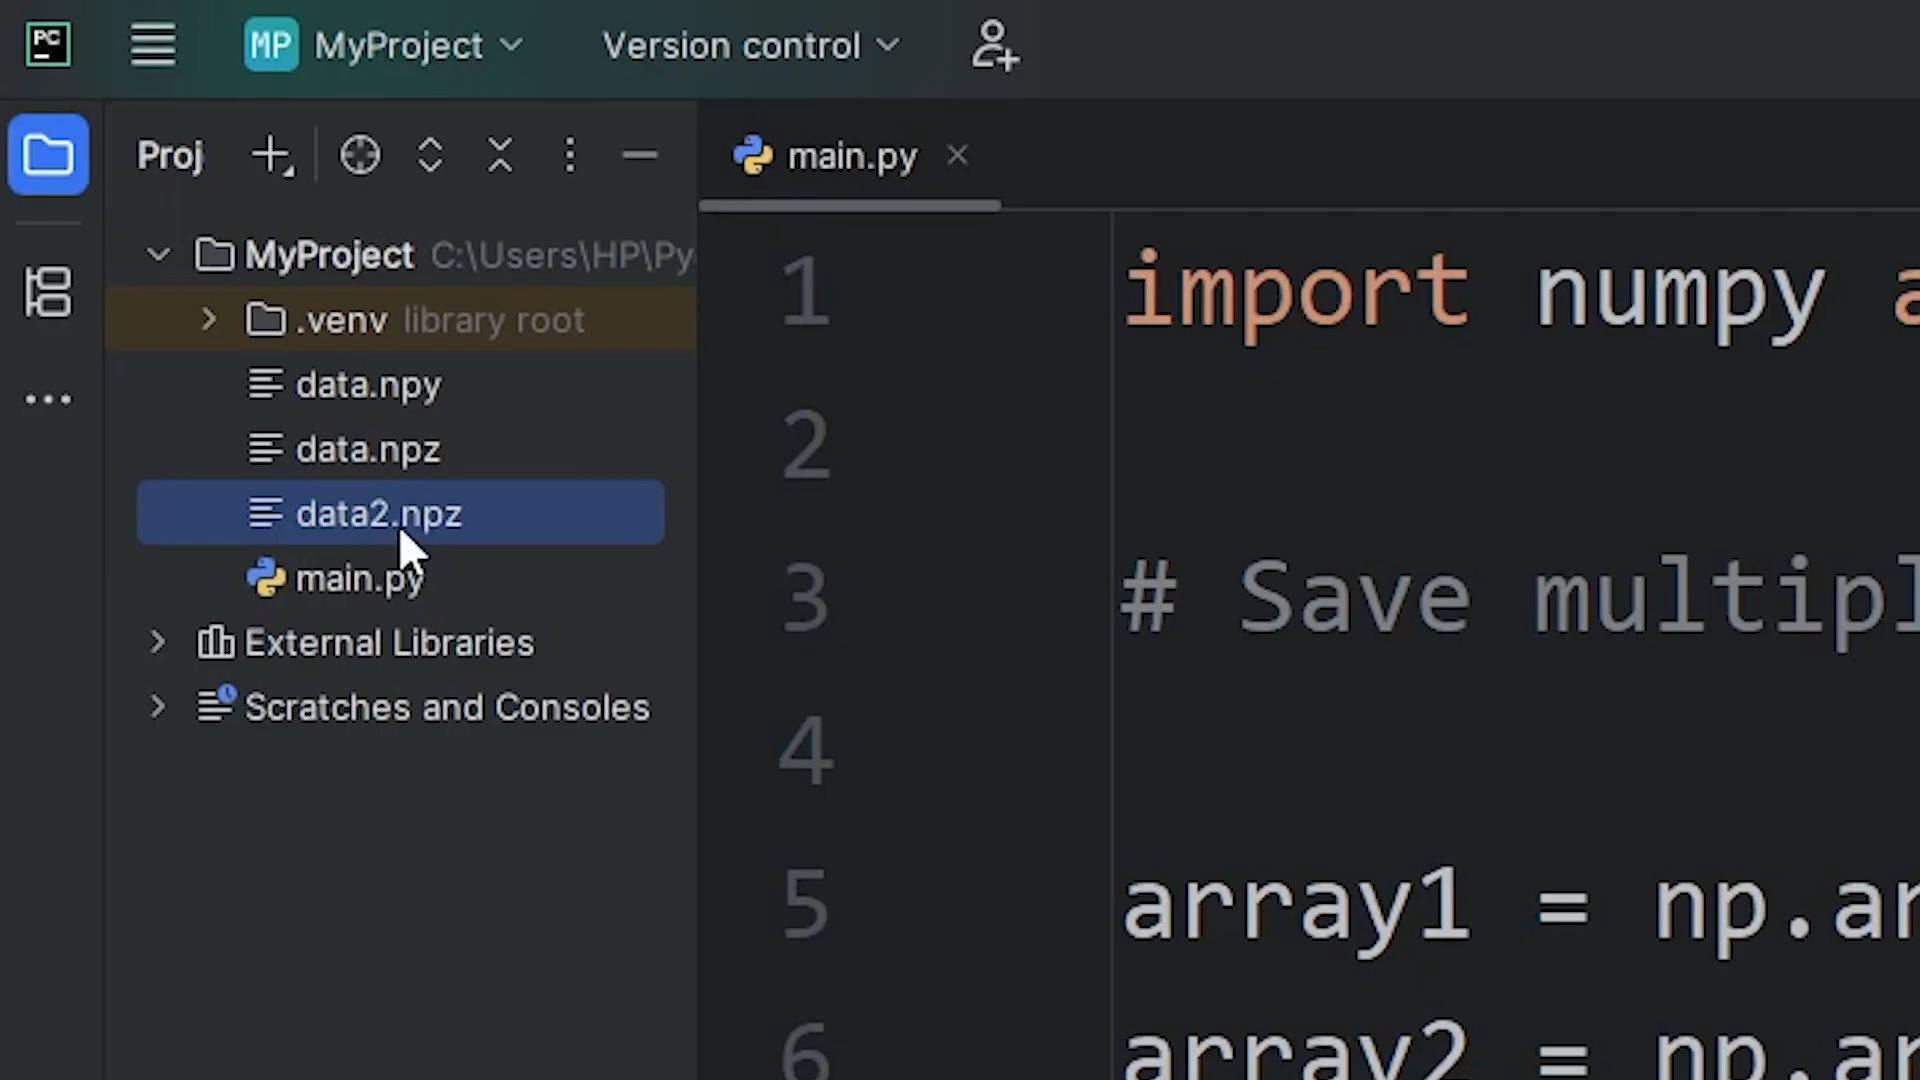 PC
MP MyProject
Version control
Proj
main.py
MyProject C:\Users\HP\Py
.venv library root
data.npy
data.npz
data2.npz
main.py
External Libraries
Scratches and Consoles
1 import numpy a
2
3 # Save multipl
4
5 array1 = np.ar
6 array2 = np.ar